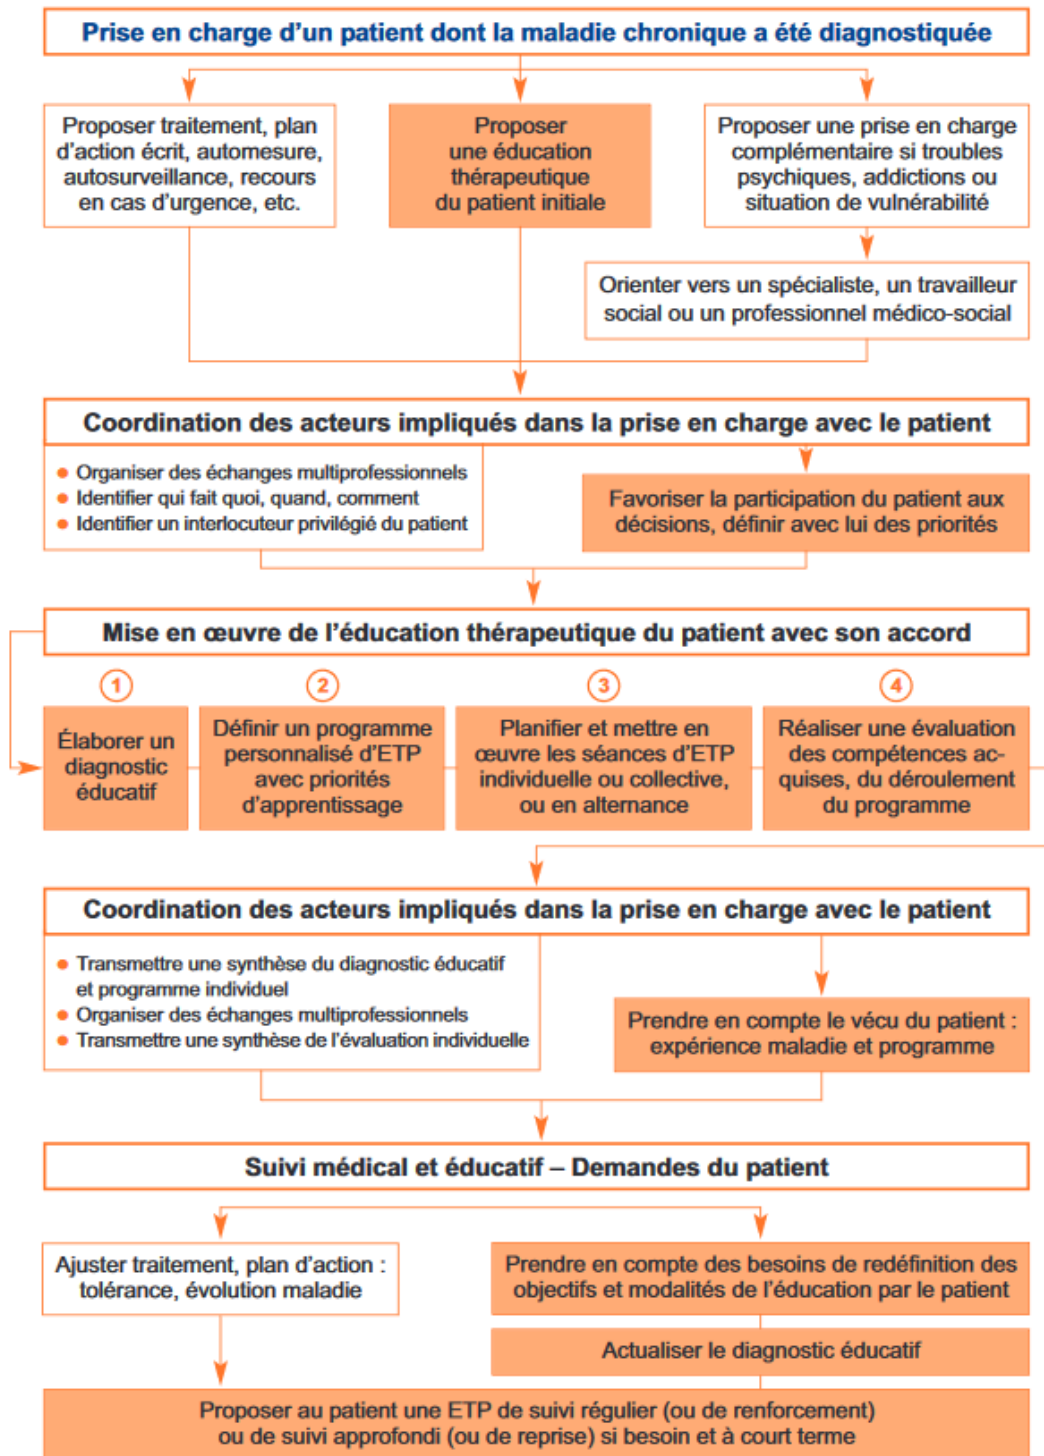 Prise en charge d'un patient dont la maladie chronique a été diagnostiquée
Proposer traitement, plan
d'action écrit, automesure,
autosurveillance, recours
en cas d'urgence, etc.
Proposer
une éducation
thérapeutique
du patient initiale
Proposer une prise en charge
complémentaire si troubles
psychiques, addictions ou
situation de vulnérabilité
Orienter vers un spécialiste, un travailleur
social ou un professionnel médico-social
Coordination des acteurs impliqués dans la prise en charge avec le patient
• Organiser des échanges multiprofessionnels
• Identifier qui fait quoi, quand, comment
• Identifier un interlocuteur privilégié du patient
Favoriser la participation du patient aux
décisions, définir avec lui des priorités
Mise en œuvre de l'éducation thérapeutique du patient avec son accord
1
Élaborer un
diagnostic
éducatif
2
Définir un programme
personnalisé d'ETP
avec priorités
d'apprentissage
3
Planifier et mettre en
œuvre les séances d'ETP
individuelle ou collective,
ou en alternance
4
Réaliser une évaluation
des compétences ac-
quises, du déroulement
du programme
Coordination des acteurs impliqués dans la prise en charge avec le patient
• Transmettre une synthèse du diagnostic éducatif
et programme individuel
• Organiser des échanges multiprofessionnels
• Transmettre une synthèse de l'évaluation individuelle
Prendre en compte le vécu du patient :
expérience maladie et programme
Suivi médical et éducatif – Demandes du patient
Ajuster traitement, plan d'action :
tolérance, évolution maladie
Prendre en compte des besoins de redéfinition des
objectifs et modalités de l'éducation par le patient
Actualiser le diagnostic éducatif
Proposer au patient une ETP de suivi régulier (ou de renforcement)
ou de suivi approfondi (ou de reprise) si besoin et à court terme